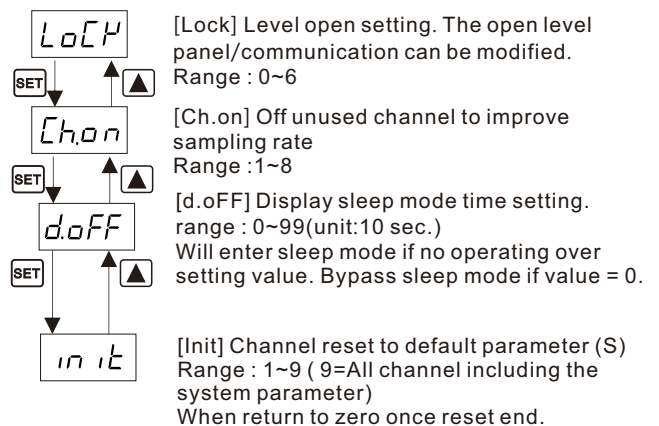 LoCK
[Lock] Level open setting. The open level
panel/communication can be modified.
Range : 0~6
SET
Ch.on
[Ch.on] Off unused channel to improve
sampling rate
Range :1~8
SET
d.oFF
[d.oFF] Display sleep mode time setting.
range : 0~99(unit:10 sec.)
Will enter sleep mode if no operating over
setting value. Bypass sleep mode if value = 0.
SET
init
[Init] Channel reset to default parameter (S)
Range : 1~9 ( 9=All channel including the
system parameter)
When return to zero once reset end.